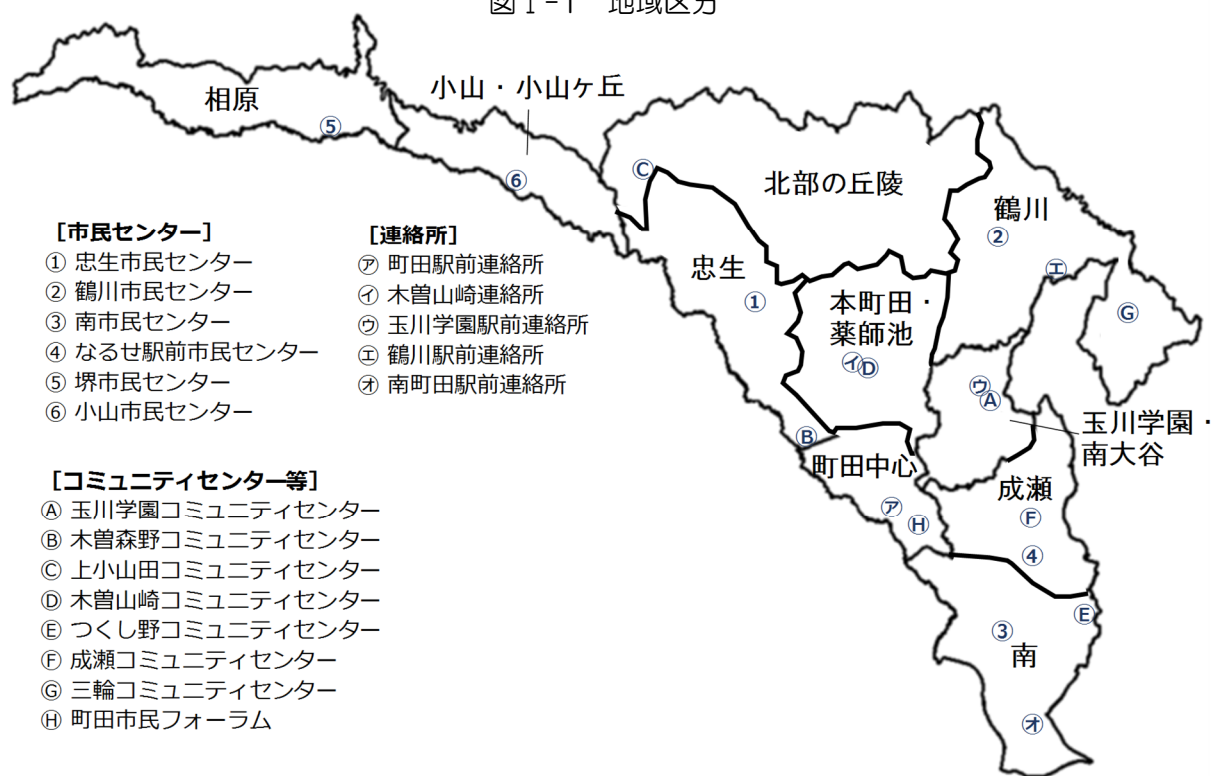 図Ⅰ-1 地域区分
相原
小山・小山ヶ丘
北部の丘陵
鶴川
忠生
本町田・
薬師池
玉川学園・
南大谷
町田中心
成瀬
南
⑤
⑥
Ⓒ
②
㋓
Ⓖ
①
㋑
Ⓓ
㋒
Ⓐ
Ⓑ
㋐
Ⓗ
Ⓕ
④
Ⓔ
③
㋔
[市民センター]
① 忠生市民センター
② 鶴川市民センター
③ 南市民センター
④ なるせ駅前市民センター
⑤ 堺市民センター
⑥ 小山市民センター
[連絡所]
㋐ 町田駅前連絡所
㋑ 木曽山崎連絡所
㋒ 玉川学園駅前連絡所
㋓ 鶴川駅前連絡所
㋔ 南町田駅前連絡所
[コミュニティセンター等]
Ⓐ 玉川学園コミュニティセンター
Ⓑ 木曽森野コミュニティセンター
Ⓒ 上小山田コミュニティセンター
Ⓓ 木曽山崎コミュニティセンター
Ⓔ つくし野コミュニティセンター
Ⓕ 成瀬コミュニティセンター
Ⓖ 三輪コミュニティセンター
Ⓗ 町田市民フォーラム